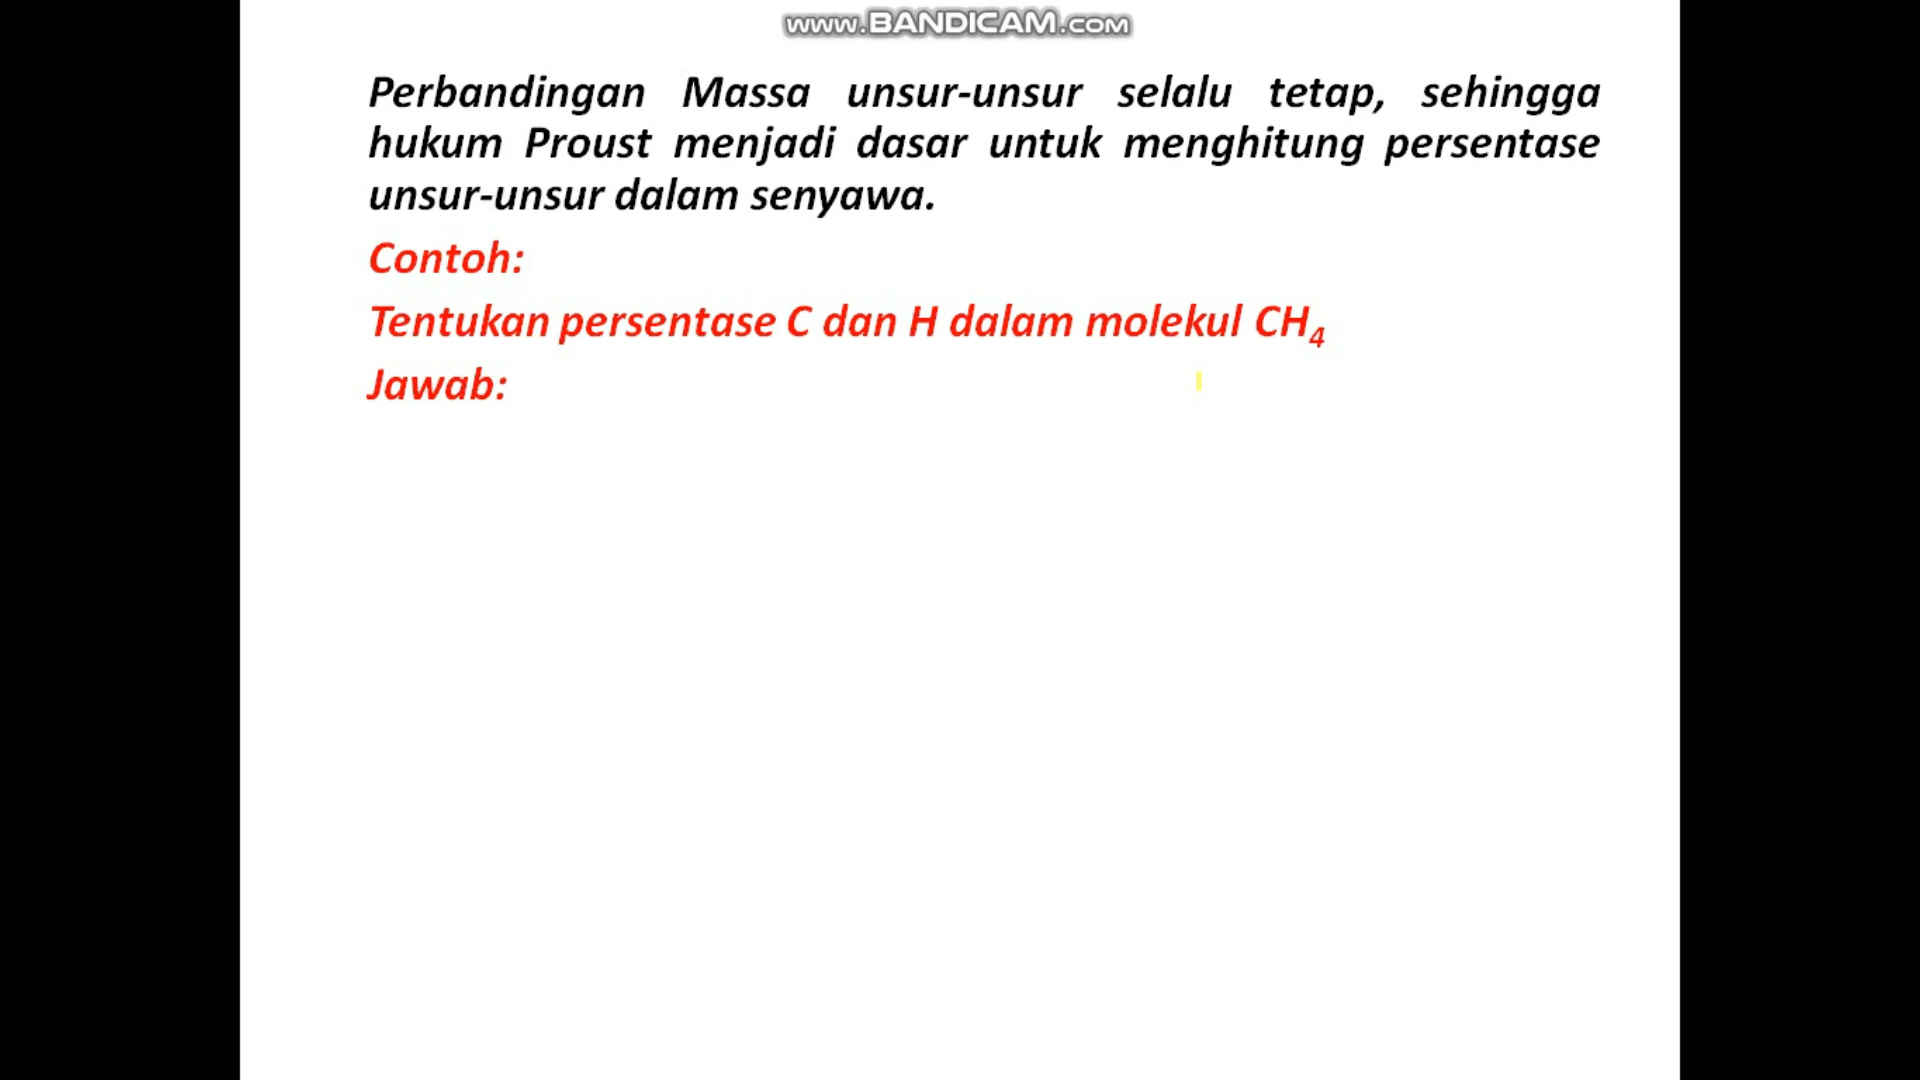 www.BANDICAM.com
Perbandingan Massa unsur-unsur selalu tetap, sehingga
hukum Proust menjadi dasar untuk menghitung persentase
unsur-unsur dalam senyawa.
Contoh:
Tentukan persentase C dan H dalam molekul CH₄
Jawab: